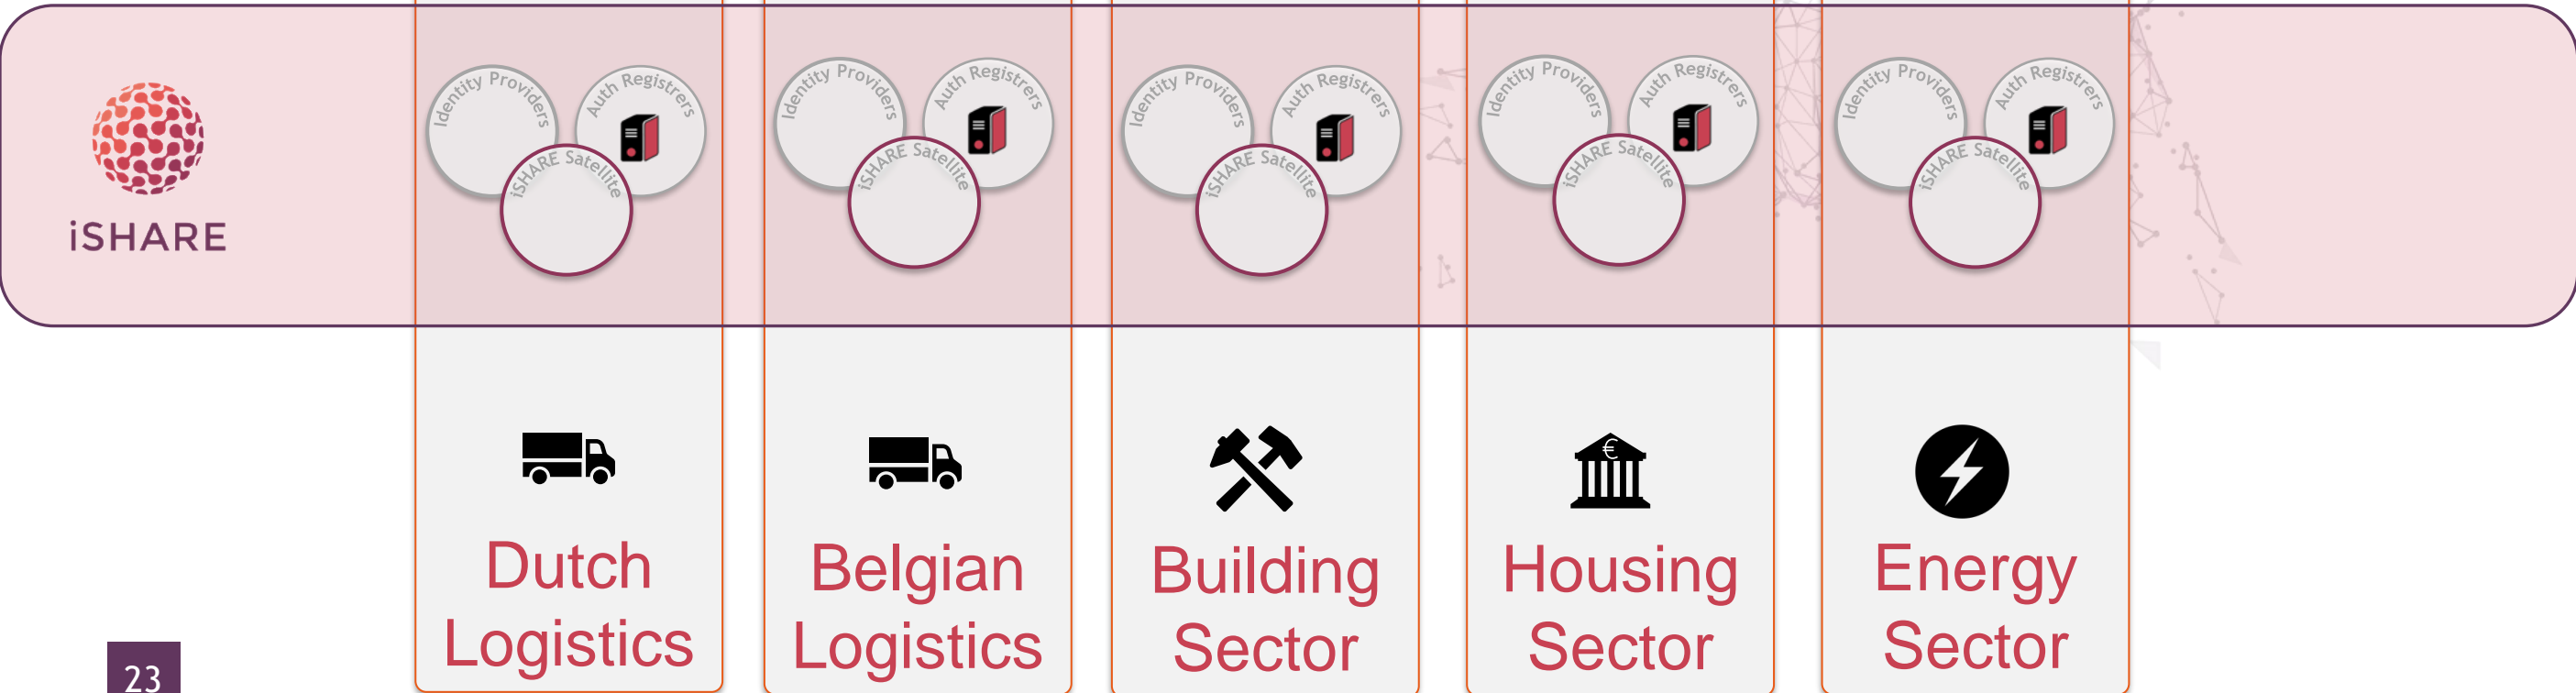 iSHARE
Identity Providers
Auth Registrers
iSHARE Satellite
Identity Providers
Auth Registrers
iSHARE Satellite
Identity Providers
Auth Registrers
iSHARE Satellite
Identity Providers
Auth Registrers
iSHARE Satellite
Identity Providers
Auth Registrers
iSHARE Satellite
€
Dutch
Logistics
Belgian
Logistics
Building
Sector
Housing
Sector
Energy
Sector
23